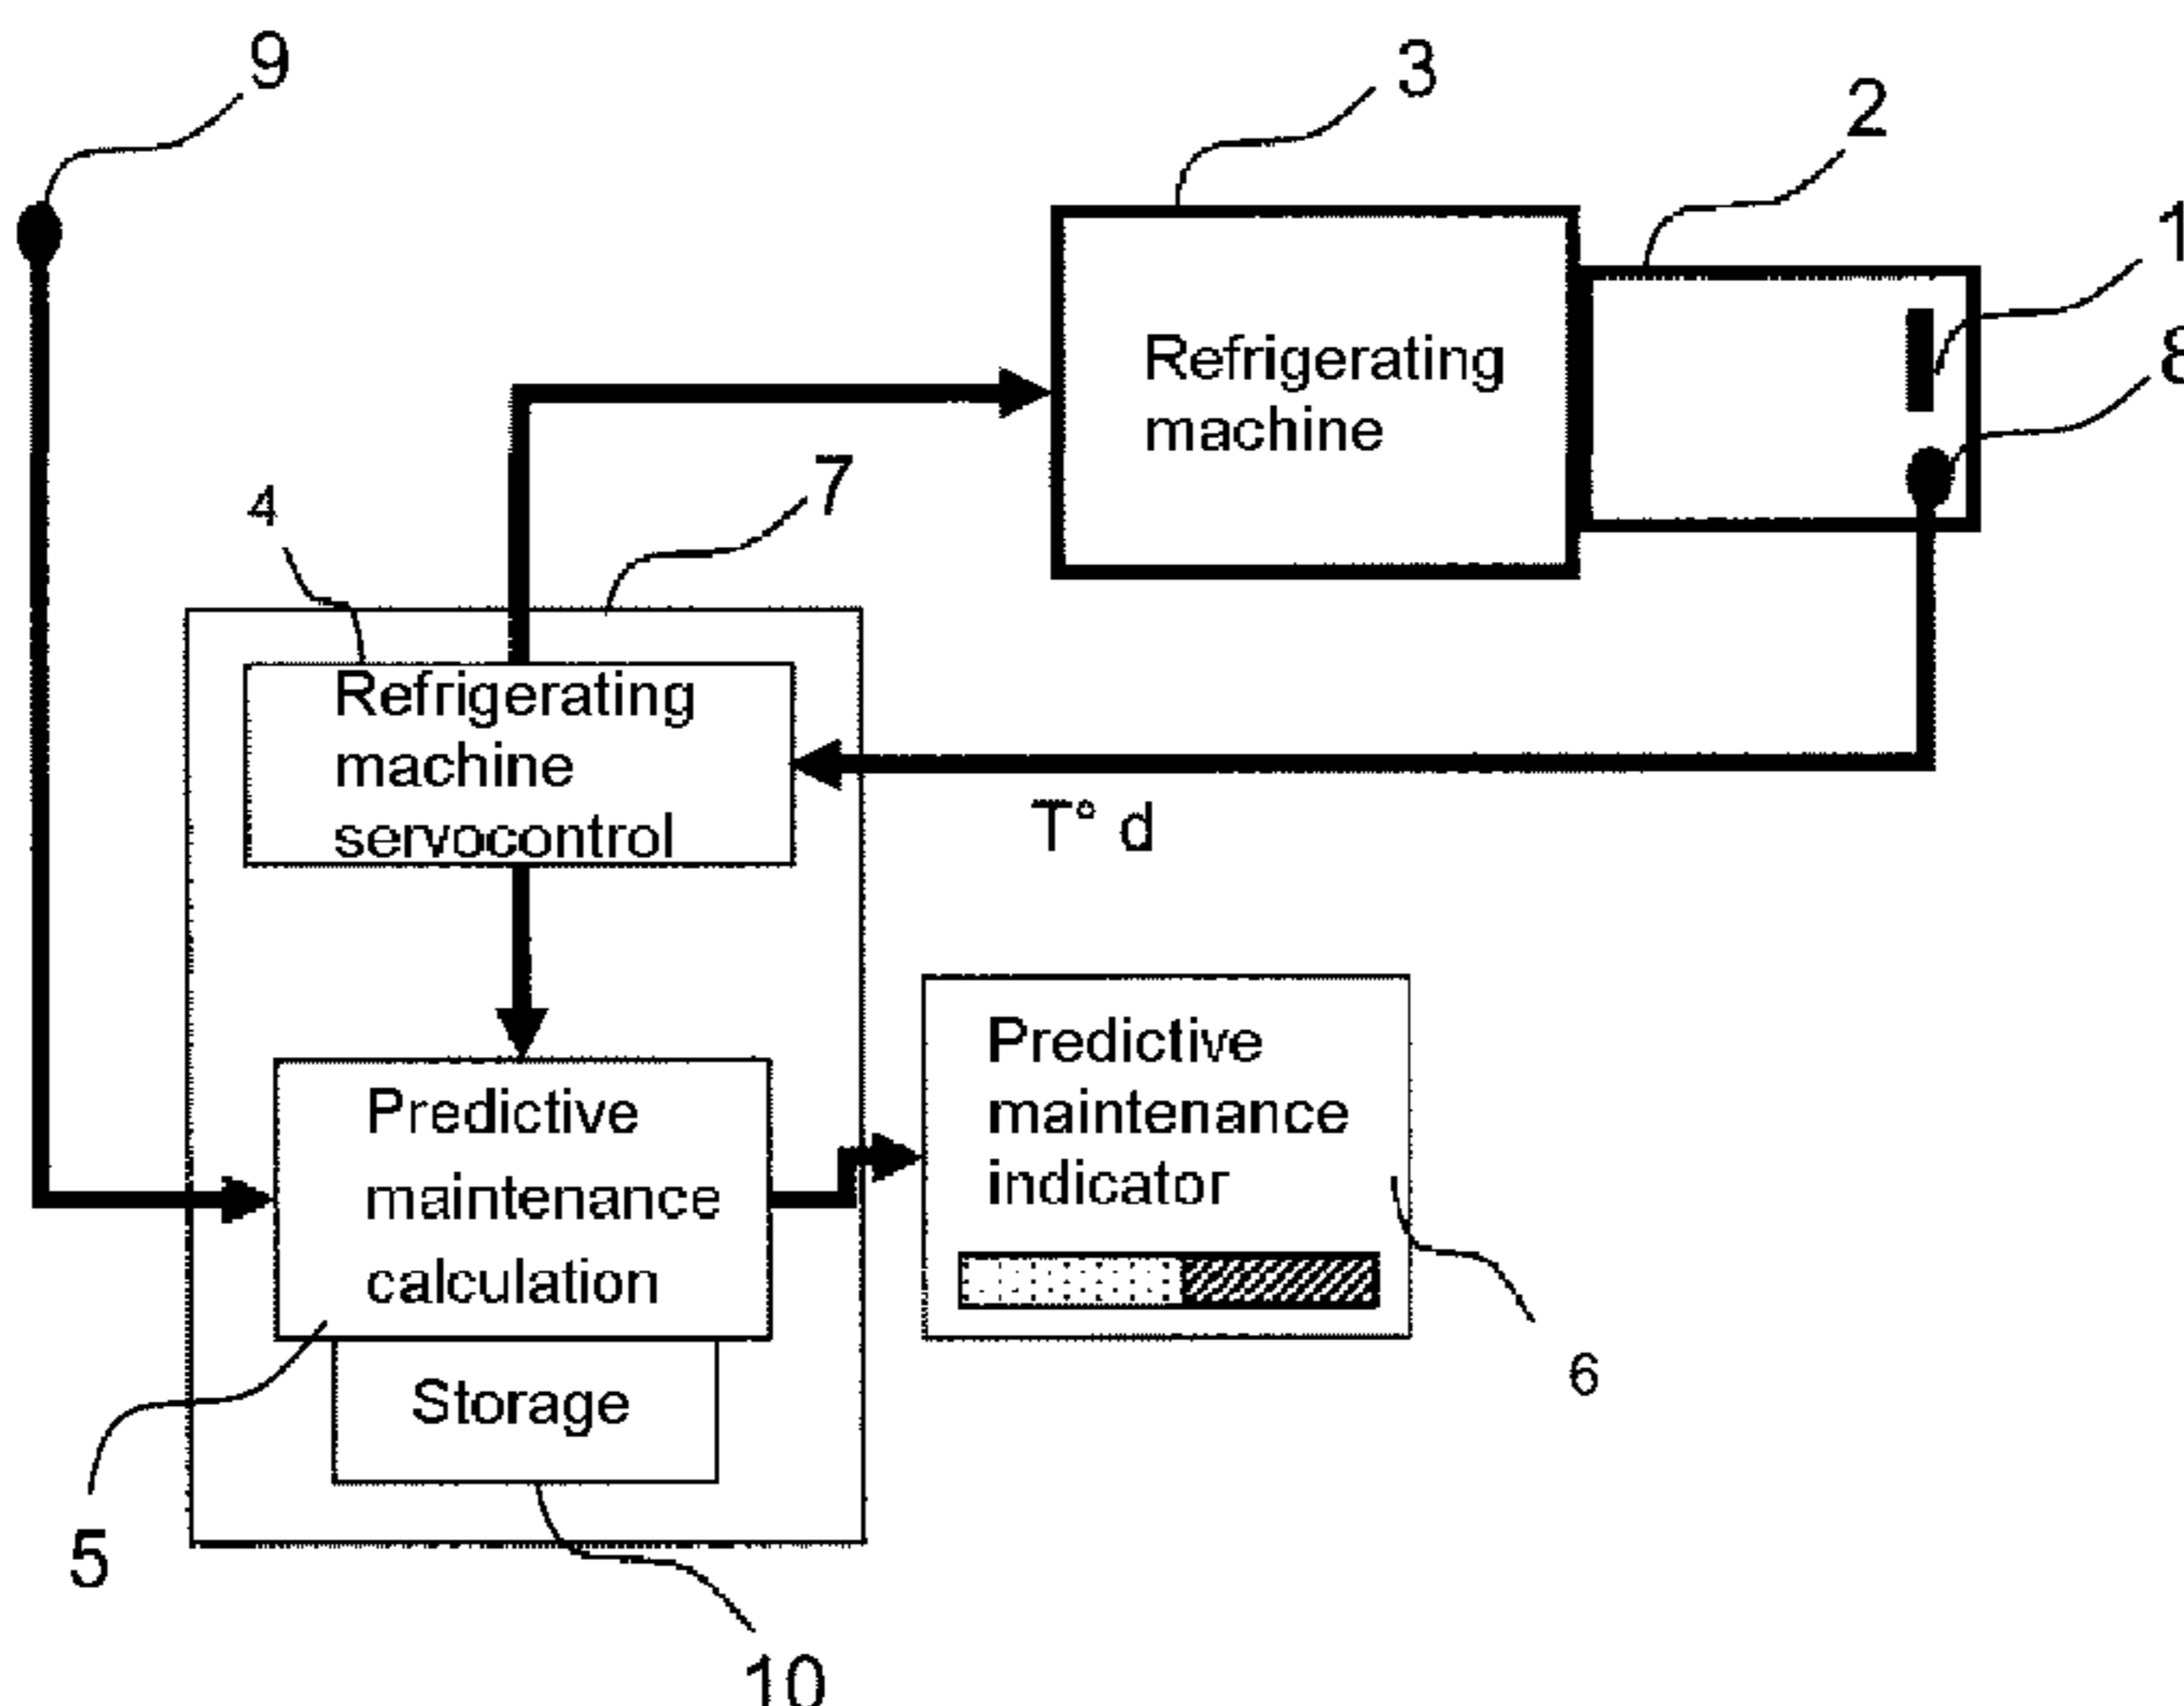 9
3
2
1
8
Refrigerating
machine
4
7
Refrigerating
machine
servocontrol
T° d
Predictive
maintenance
calculation
Predictive
maintenance
indicator
Storage
6
5
10